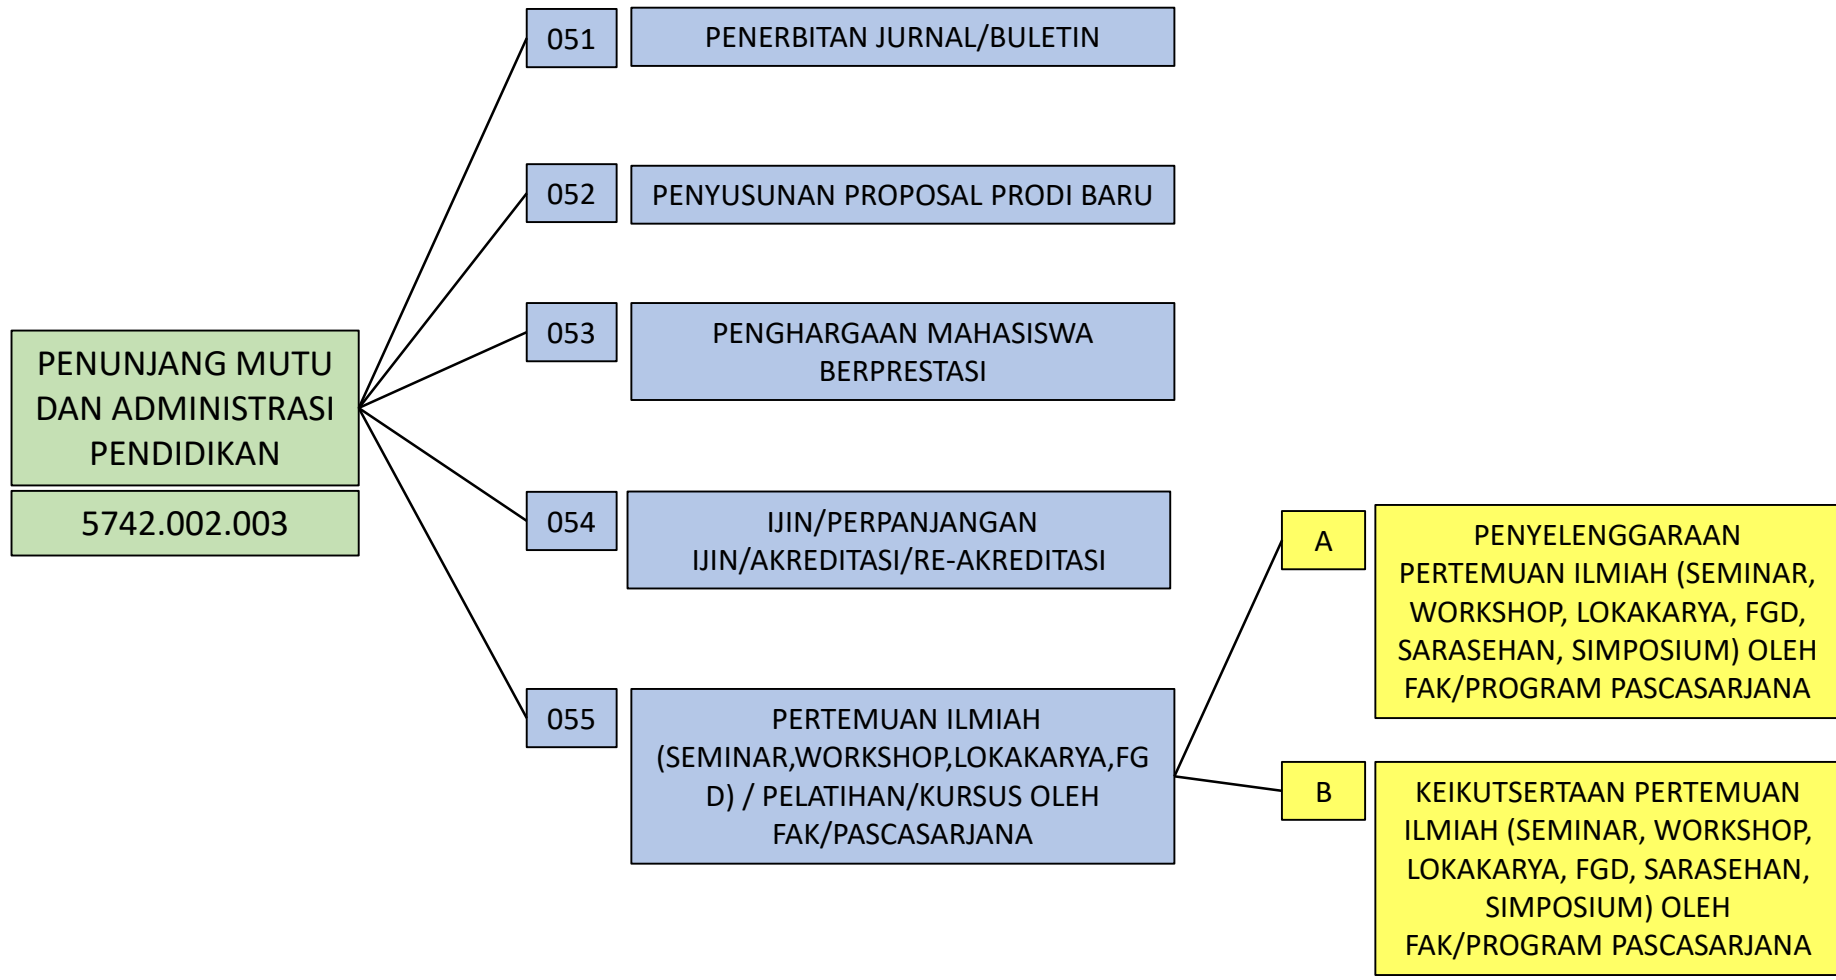 PENUNJANG MUTU
DAN ADMINISTRASI
PENDIDIKAN
5742.002.003
051
PENERBITAN JURNAL/BULETIN
052
PENYUSUNAN PROPOSAL PRODI BARU
053
PENGHARGAAN MAHASISWA
BERPRESTASI
054
IJIN/PERPANJANGAN
IJIN/AKREDITASI/RE-AKREDITASI
055
PERTEMUAN ILMIAH
(SEMINAR,WORKSHOP,LOKAKARYA,FG
D) / PELATIHAN/KURSUS OLEH
FAK/PASCASARJANA
A
PENYELENGGARAAN
PERTEMUAN ILMIAH (SEMINAR,
WORKSHOP, LOKAKARYA, FGD,
SARASEHAN, SIMPOSIUM) OLEH
FAK/PROGRAM PASCASARJANA
B
KEIKUTSERTAAN PERTEMUAN
ILMIAH (SEMINAR, WORKSHOP,
LOKAKARYA, FGD, SARASEHAN,
SIMPOSIUM) OLEH
FAK/PROGRAM PASCASARJANA